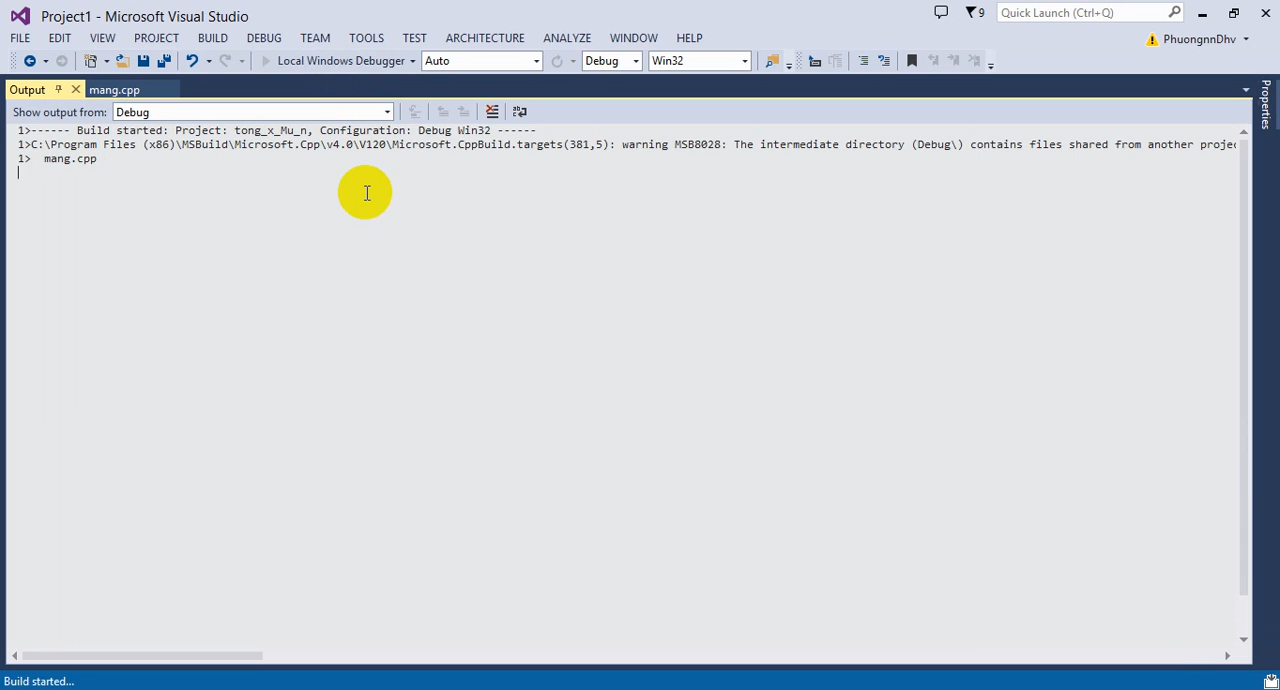 Project1 - Microsoft Visual Studio
9
Quick Launch (Ctrl+Q)
FILE EDIT VIEW PROJECT BUILD DEBUG TEAM TOOLS TEST ARCHITECTURE ANALYZE WINDOW HELP
PhuongnnDhv
Local Windows Debugger
Auto
Debug
Win32
Output
mang.cpp
Properties
Show output from: Debug
1>------ Build started: Project: tong_x_Mu_n, Configuration: Debug Win32 ------
1>C:\Program Files (x86)\MSBuild\Microsoft.Cpp\v4.0\V120\Microsoft.CppBuild.targets(381,5): warning MSB8028: The intermediate directory (Debug\) contains files shared from another proje
1>  mang.cpp
Build started...